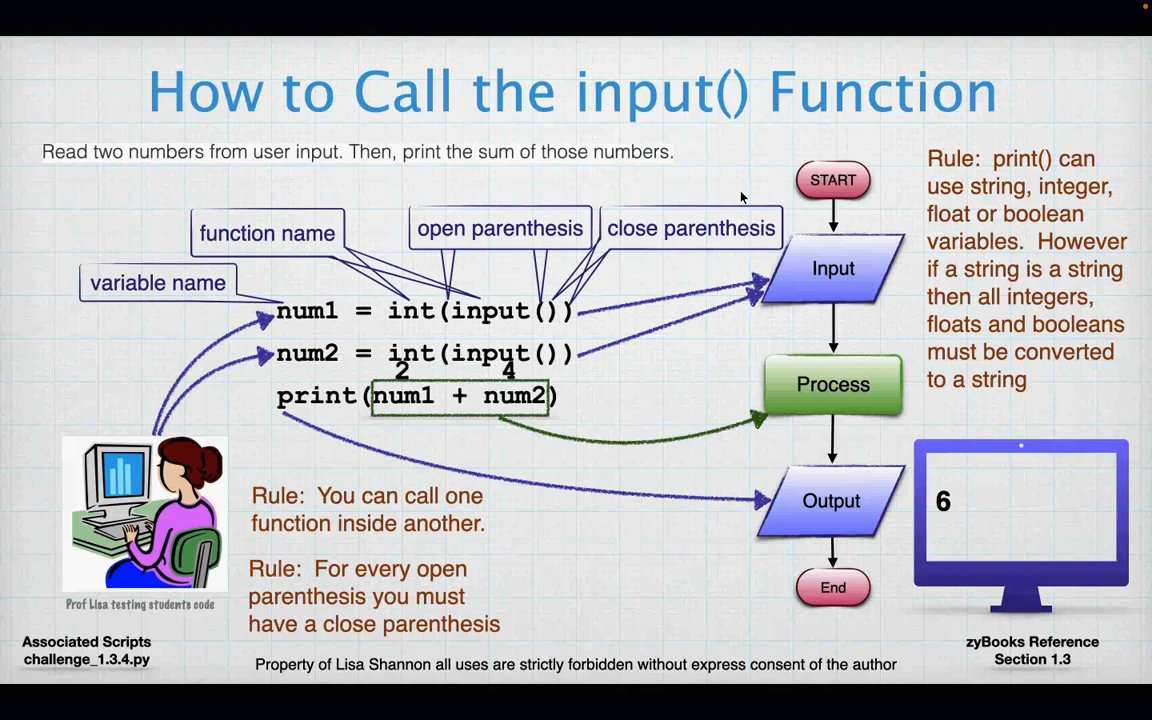 How to Call the input() Function
Read two numbers from user input. Then, print the sum of those numbers.
function name
open parenthesis
close parenthesis
variable name
num1 = int(input())
num2 = int(input())
2 4
print(num1 + num2)
Rule: You can call one
function inside another.
Rule: For every open
parenthesis you must
have a close parenthesis
START
Input
Process
Output
End
Rule: print() can
use string, integer,
float or boolean
variables. However
if a string is a string
then all integers,
floats and booleans
must be converted
to a string
6
Prof Lisa testing students code
Associated Scripts
challenge_1.3.4.py
Property of Lisa Shannon all uses are strictly forbidden without express consent of the author
zyBooks Reference
Section 1.3